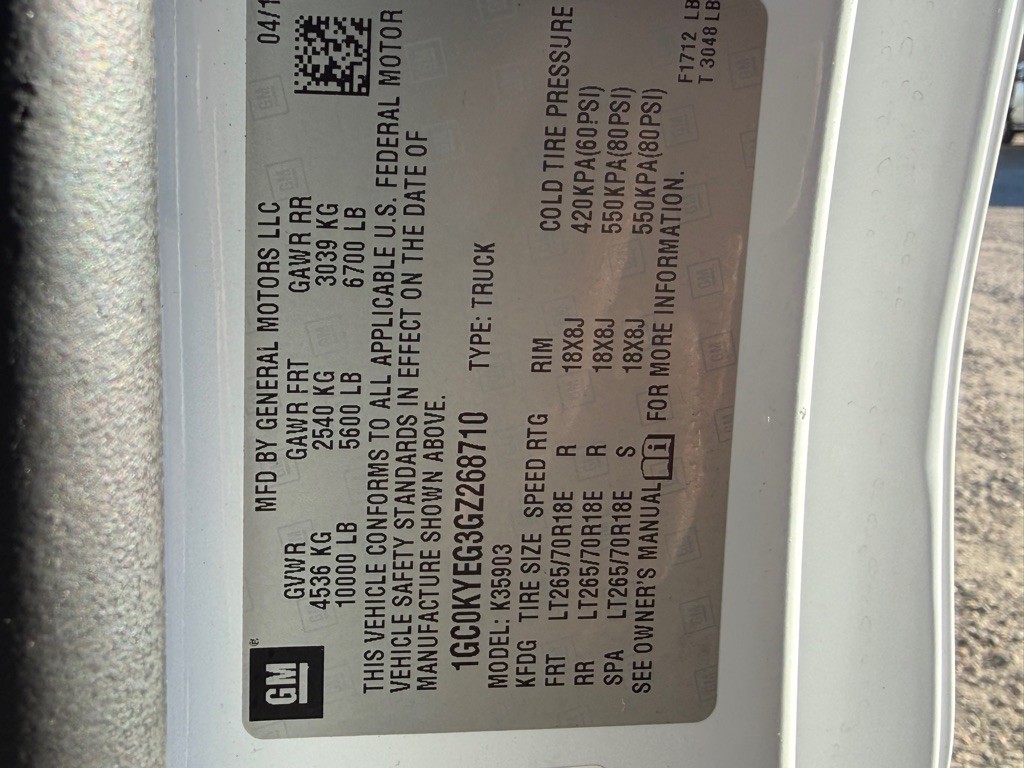 GM ®
MFD BY GENERAL MOTORS LLC 04/1
GVWR GAWR FRT GAWR RR
4536 KG 2540 KG 3039 KG
10000 LB 5600 LB 6700 LB
THIS VEHICLE CONFORMS TO ALL APPLICABLE U.S. FEDERAL MOTOR
VEHICLE SAFETY STANDARDS IN EFFECT ON THE DATE OF
MANUFACTURE SHOWN ABOVE.
1GC0KYEG3GZ268710 TYPE: TRUCK
MODEL: K35903
KFDG TIRE SIZE SPEED RTG RIM COLD TIRE PRESSURE
FRT LT265/70R18E R 18X8J 420KPA(60PSI)
RR LT265/70R18E R 18X8J 550KPA(80PSI)
SPA LT265/70R18E S 18X8J 550KPA(80PSI)
SEE OWNER'S MANUAL i FOR MORE INFORMATION.
F1712 LB
T 3048 LB